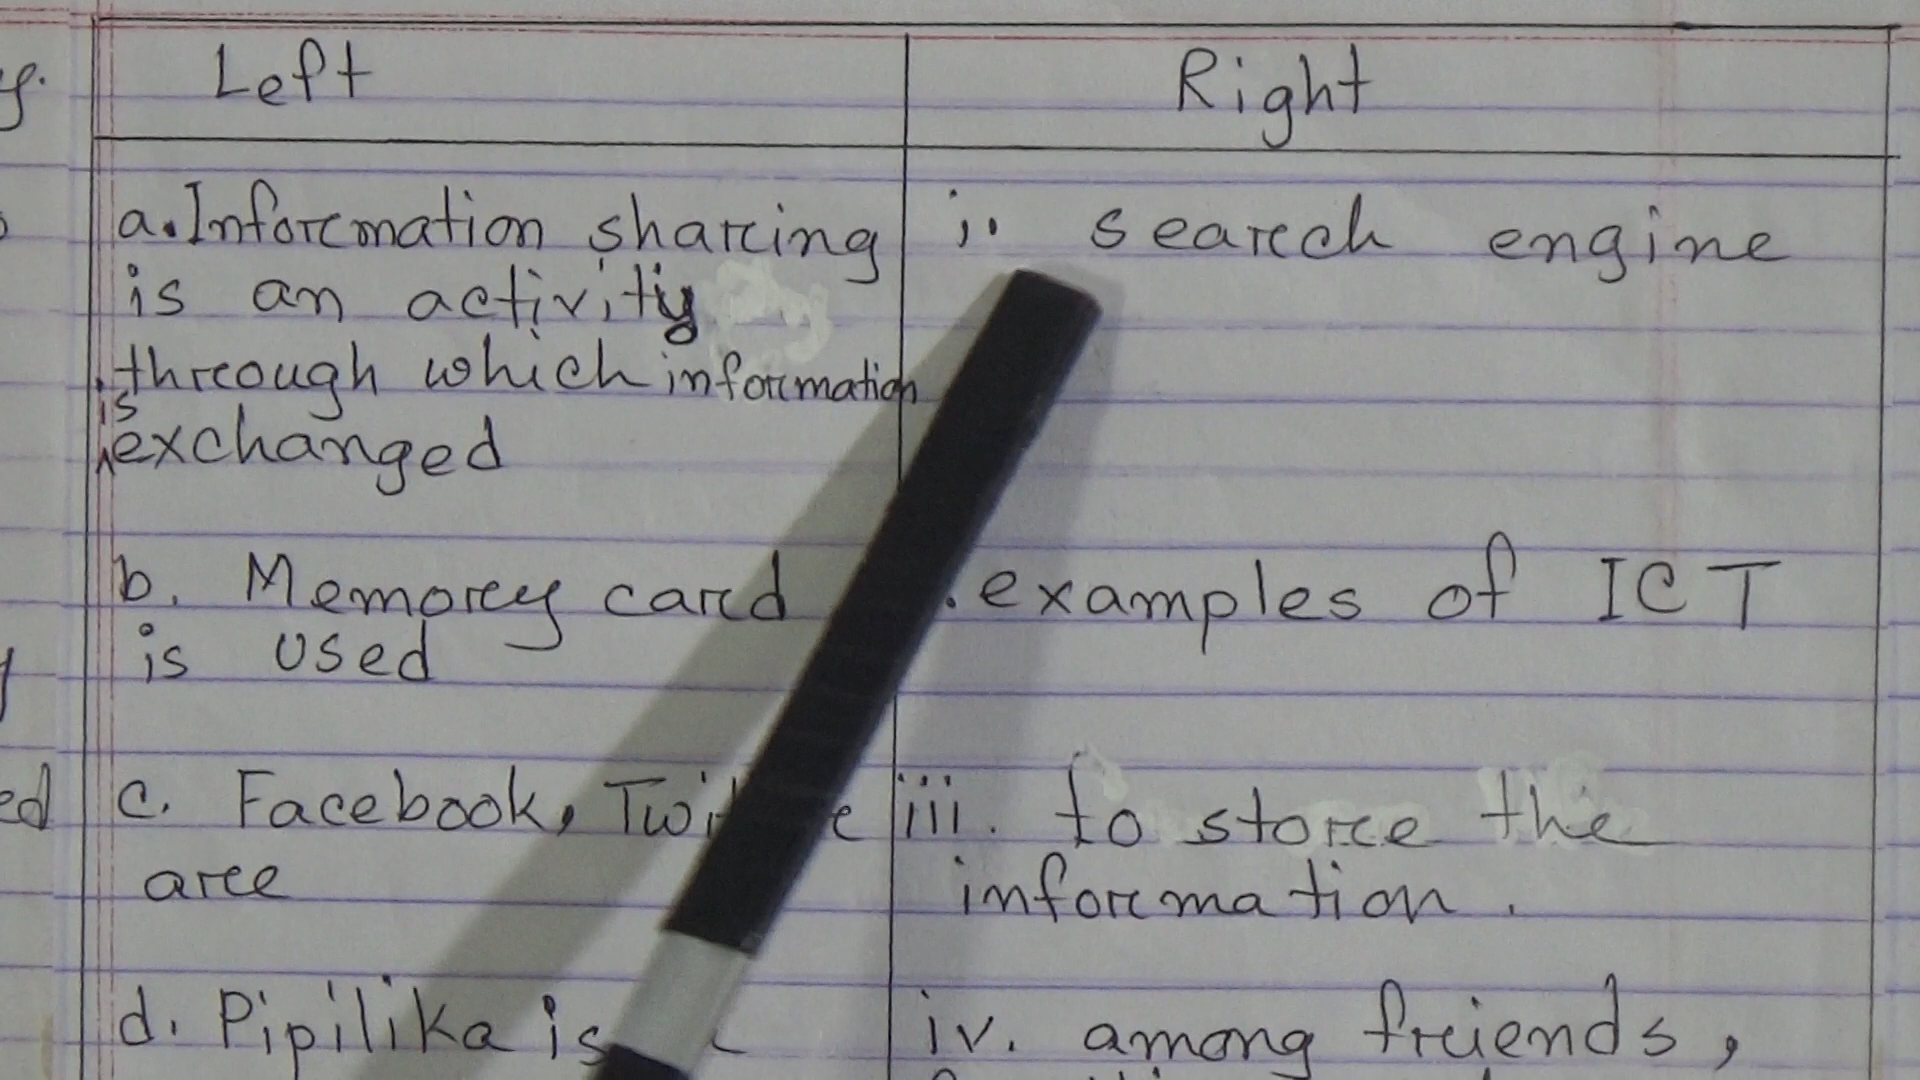 Left
Right
a. Information sharing
is an activity
through which information
is
exchanged
i. search engine
b. Memory card
is used
examples of ICT
c. Facebook,
are
iii. to store the
information.
d. Pipilika is
iv. among friends,